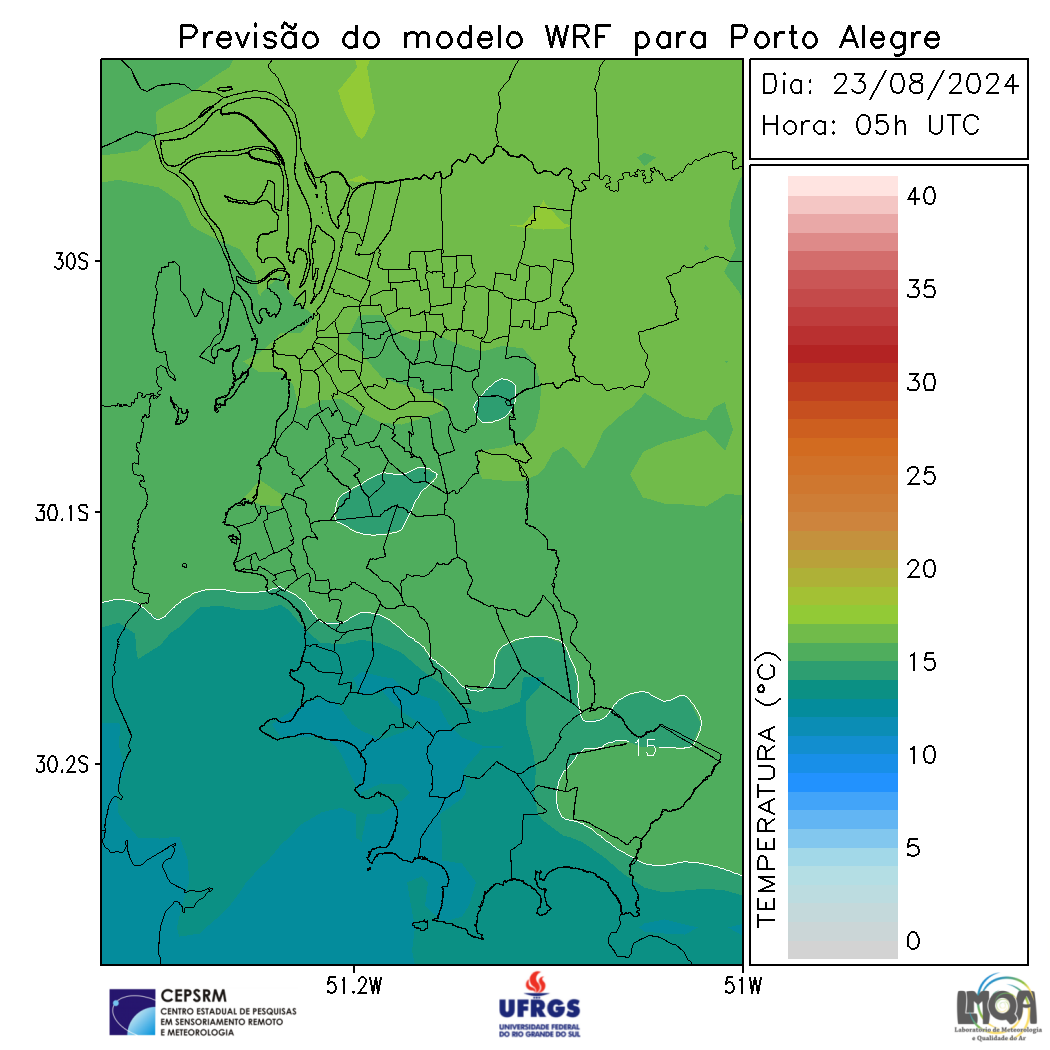 Previsão do modelo WRF para Porto Alegre
Dia: 23/08/2024
Hora: 05h UTC
30S
30.1S
30.2S
51.2W
51W
15
TEMPERATURA (°C)
40
35
30
25
20
15
10
5
0
CEPSRM
CENTRO ESTADUAL DE PESQUISAS
EM SENSORIAMENTO REMOTO
E METEOROLOGIA
UFRGS
UNIVERSIDADE FEDERAL
DO RIO GRANDE DO SUL
LMQA
Laboratório de Meteorologia
e Qualidade do Ar